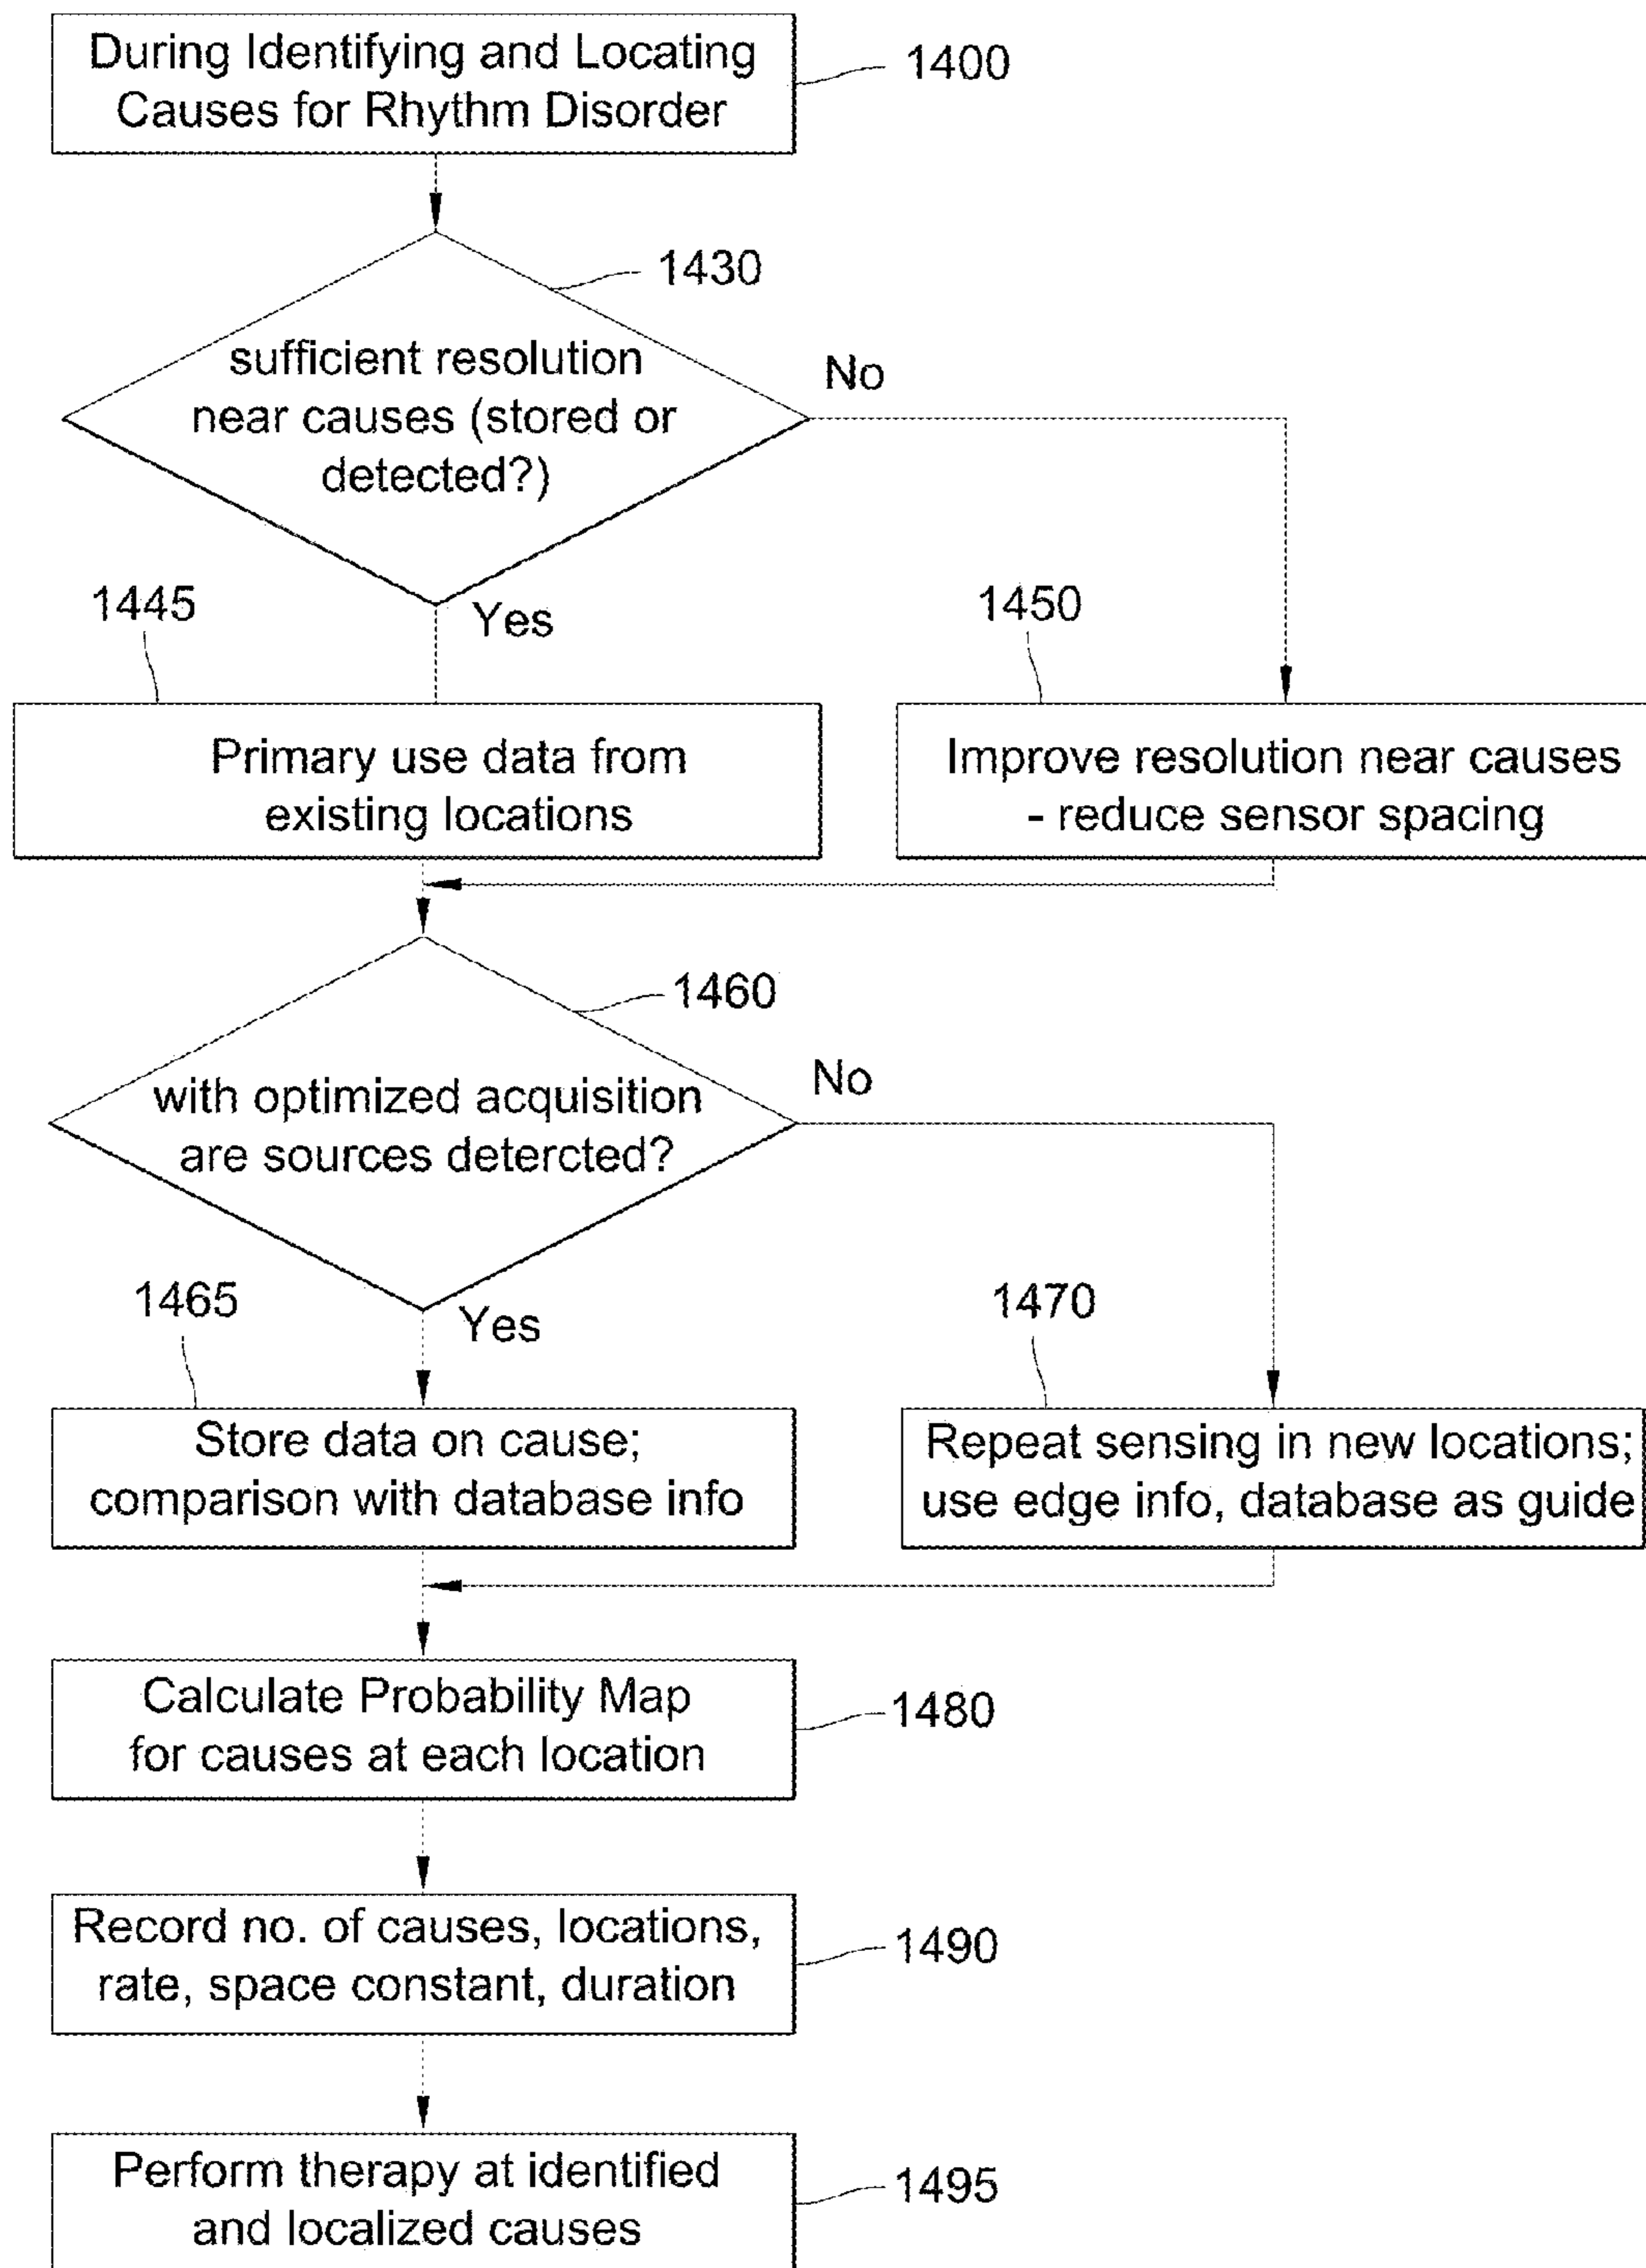 During Identifying and Locating
Causes for Rhythm Disorder
1400
1430
sufficient resolution
near causes (stored or
detected?)
No
Yes
1445
1450
Primary use data from
existing locations
Improve resolution near causes
- reduce sensor spacing
1460
with optimized acquisition
are sources detercted?
No
Yes
1465
1470
Store data on cause;
comparison with database info
Repeat sensing in new locations;
use edge info, database as guide
Calculate Probability Map
for causes at each location
1480
Record no. of causes, locations,
rate, space constant, duration
1490
Perform therapy at identified
and localized causes
1495